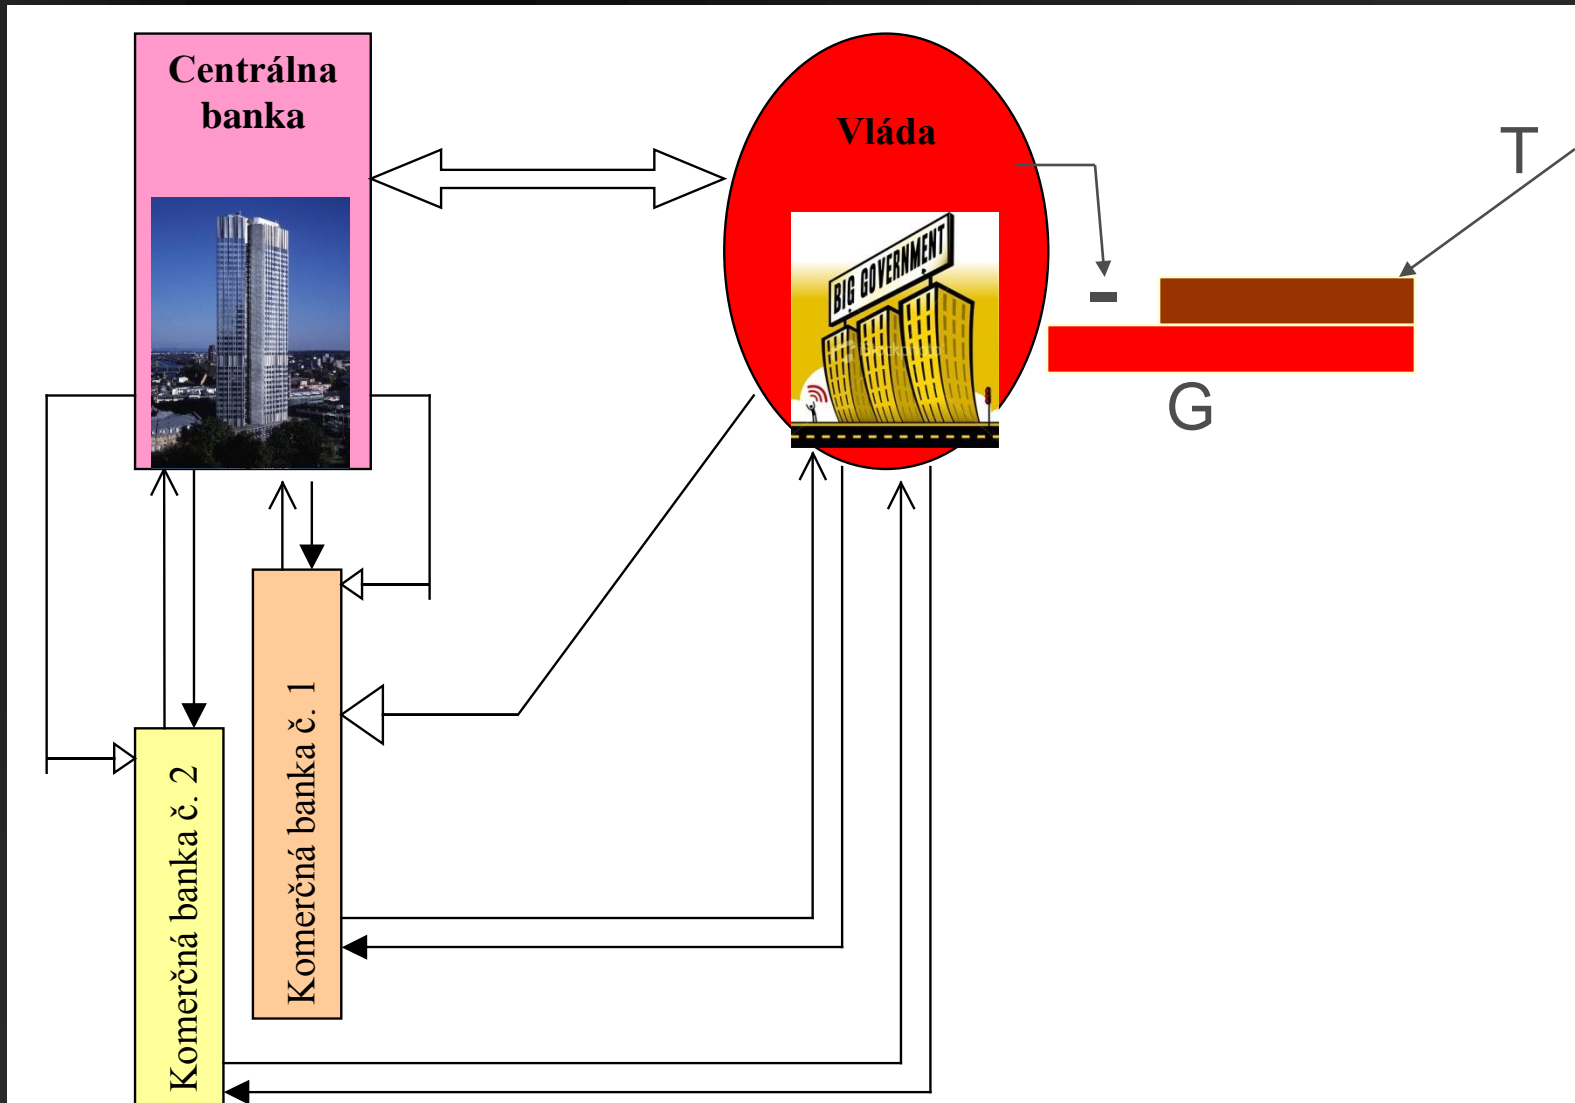 Centrálna
banka
Vláda
BIG GOVERNMENT
T
G
Komerčná banka č. 1
Komerčná banka č. 2